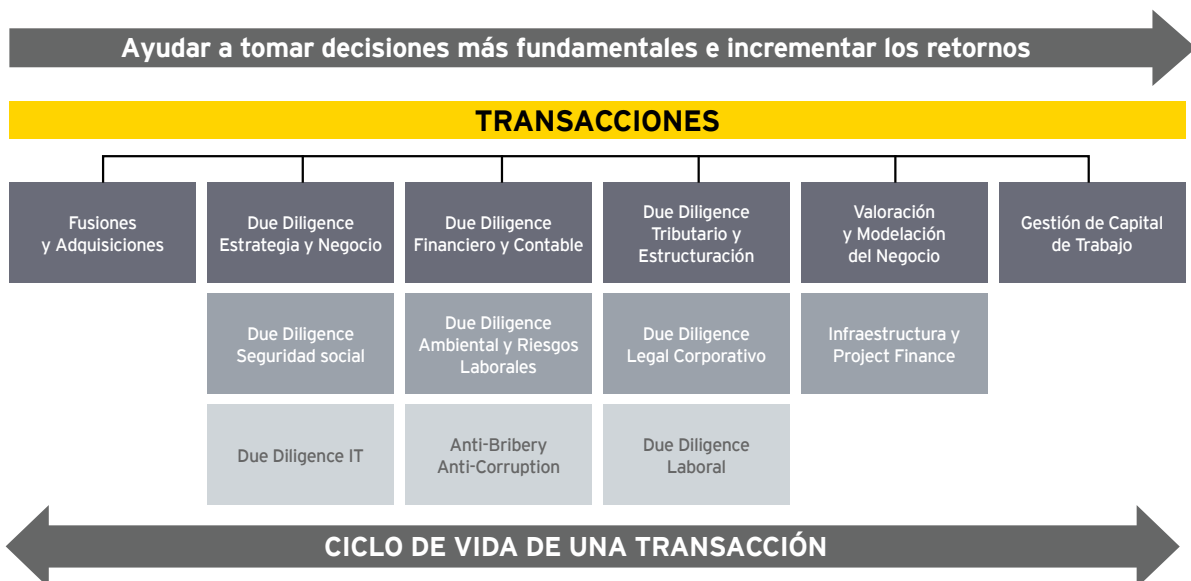 Ayudar a tomar decisiones más fundamentales e incrementar los retornos
TRANSACCIONES
Fusiones
y Adquisiciones
Due Diligence
Estrategia y Negocio
Due Diligence
Financiero y Contable
Due Diligence
Tributario y
Estructuración
Valoración
y Modelación
del Negocio
Gestión de Capital
de Trabajo
Due Diligence
Seguridad social
Due Diligence
Ambiental y Riesgos
Laborales
Due Diligence
Legal Corporativo
Infraestructura y
Project Finance
Due Diligence IT
Anti-Bribery
Anti-Corruption
Due Diligence
Laboral
CICLO DE VIDA DE UNA TRANSACCIÓN